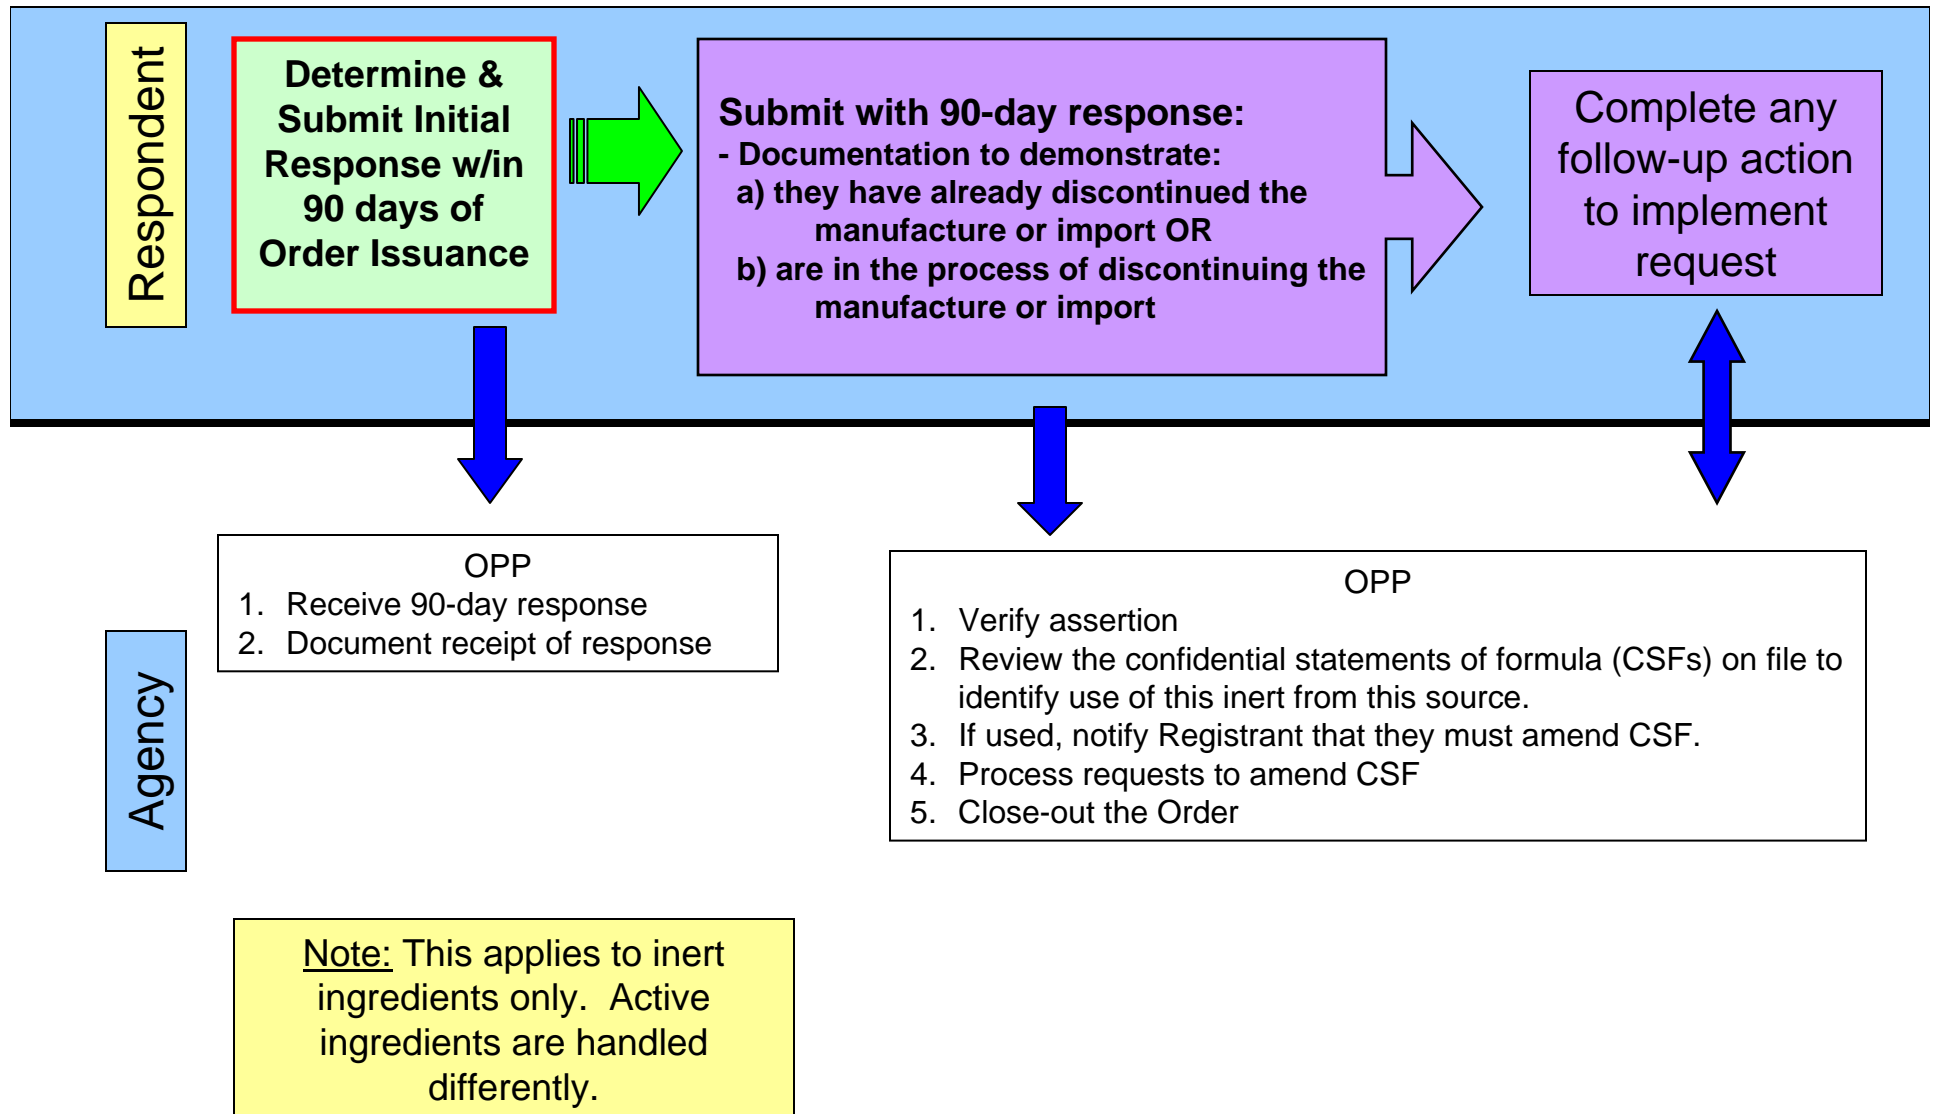 Respondent
Determine &
Submit Initial
Response w/in
90 days of
Order Issuance
Submit with 90-day response:
- Documentation to demonstrate:
a) they have already discontinued the
manufacture or import OR
b) are in the process of discontinuing the
manufacture or import
Complete any
follow-up action
to implement
request
Agency
OPP
1. Receive 90-day response
2. Document receipt of response
OPP
1. Verify assertion
2. Review the confidential statements of formula (CSFs) on file to
identify use of this inert from this source.
3. If used, notify Registrant that they must amend CSF.
4. Process requests to amend CSF
5. Close-out the Order
Note: This applies to inert
ingredients only. Active
ingredients are handled
differently.